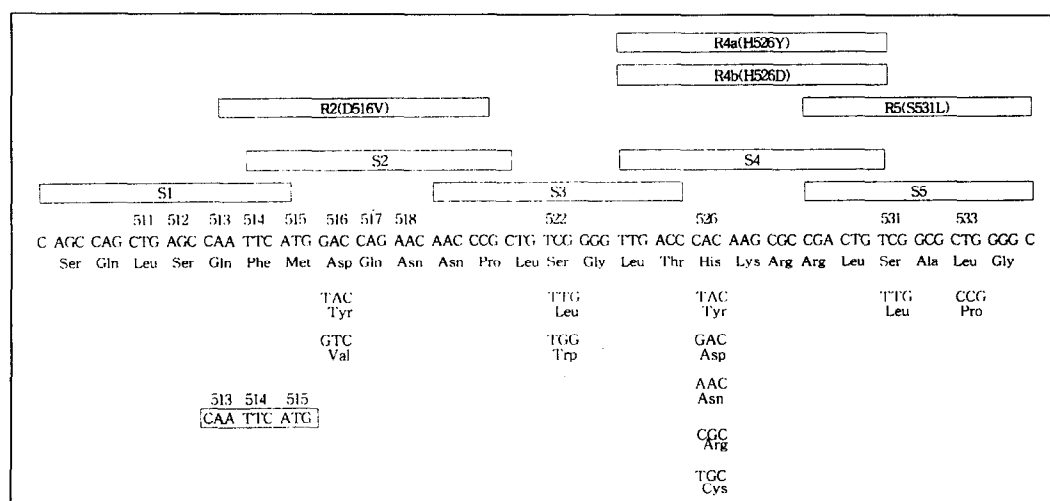 R4a(H526Y)
R4b(H526D)
R2(D516V)
R5(S531L)
S2
S4
S1
S3
S5
511 512 513 514 515 516 517 518 522 526 531 533
C AGC CAG CTG AGC CAA TTC ATG GAC CAG AAC AAC CCG CTG TCG GGG TTG ACC CAC AAG CGC CGA CTG TCG GCG CTG GGG C
Ser Gln Leu Ser Gln Phe Met Asp Gln Asn Asn Pro Leu Ser Gly Leu Thr His Lys Arg Arg Leu Ser Ala Leu Gly
TAC TTG TAC TTG CCG
Tyr Leu Tyr Leu Pro
GTC TGG GAC
Val Trp Asp
AAC
Asn
513 514 515
CAA TTC ATG
CGC
Arg
TGC
Cys